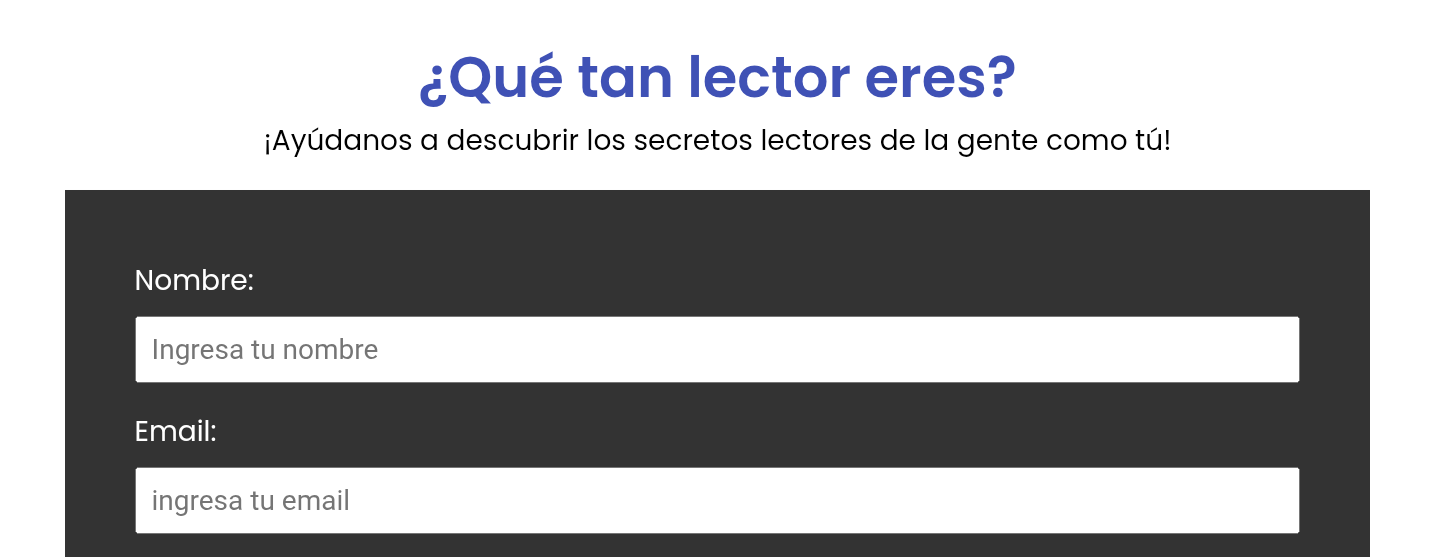 ¿Qué tan lector eres?
¡Ayúdanos a descubrir los secretos lectores de la gente como tú!
Nombre:
Ingresa tu nombre
Email:
ingresa tu email